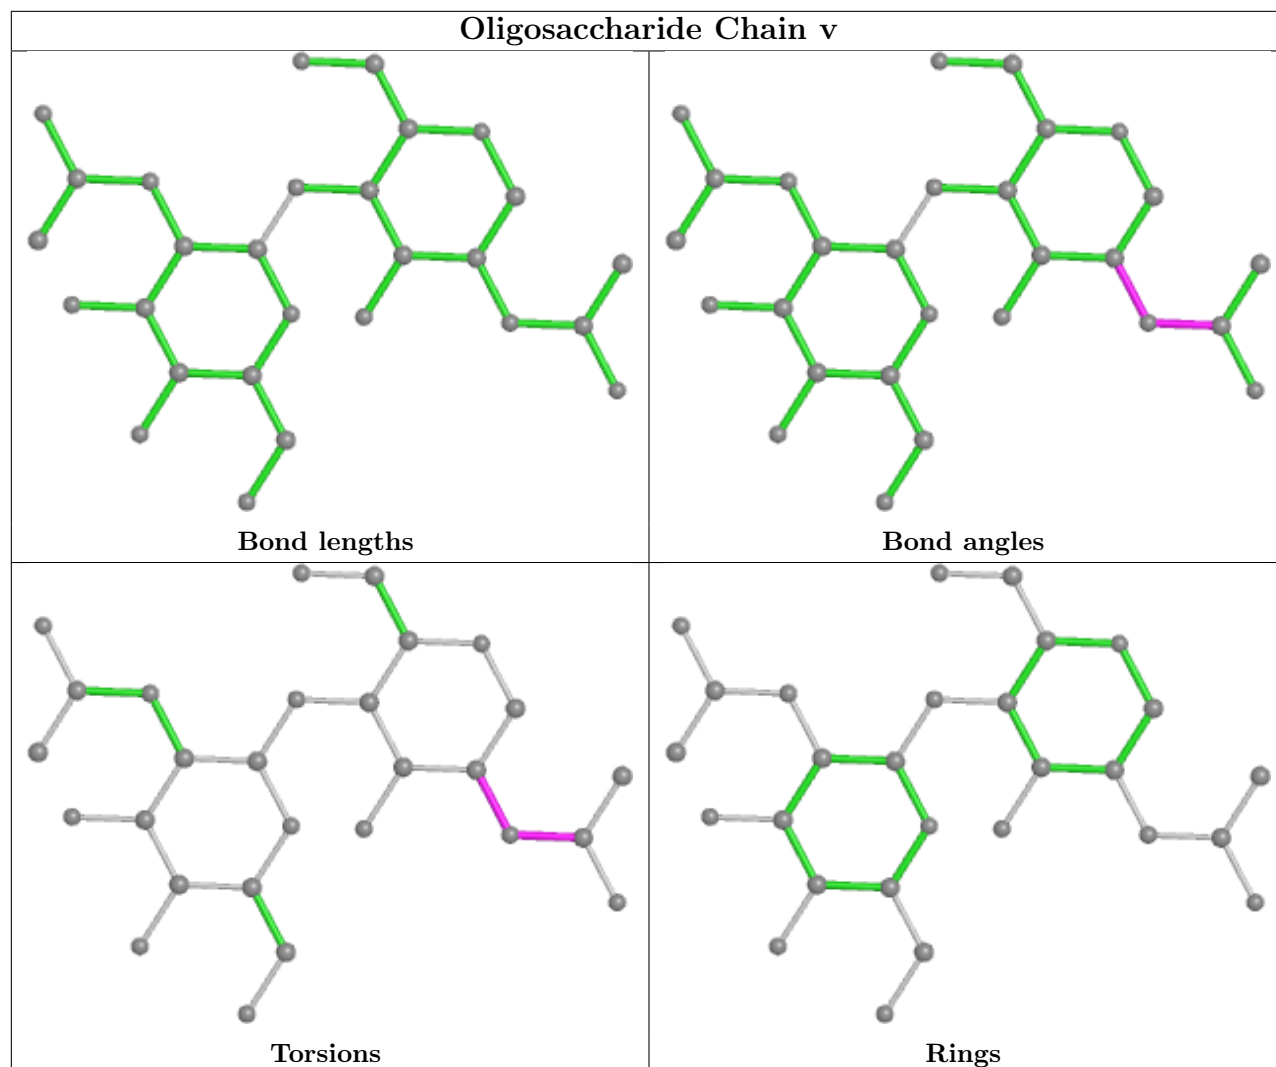 Oligosaccharide Chain v
Bond lengths
Bond angles
Torsions
Rings